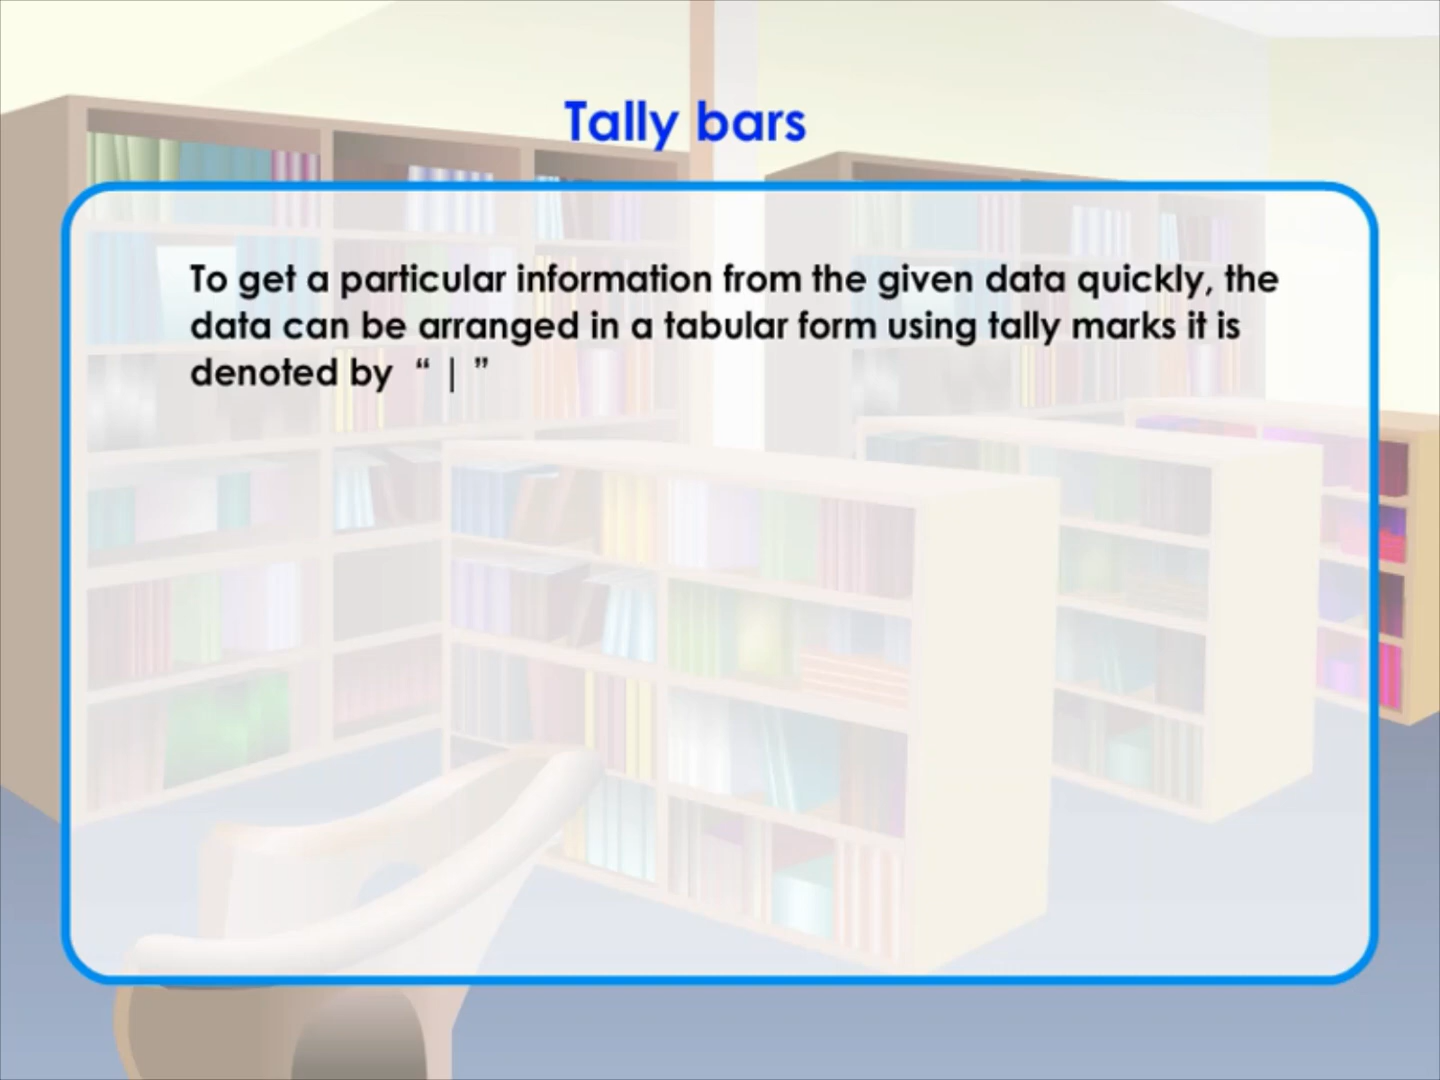 Tally bars
To get a particular information from the given data quickly, the
data can be arranged in a tabular form using tally marks it is
denoted by “ | ”